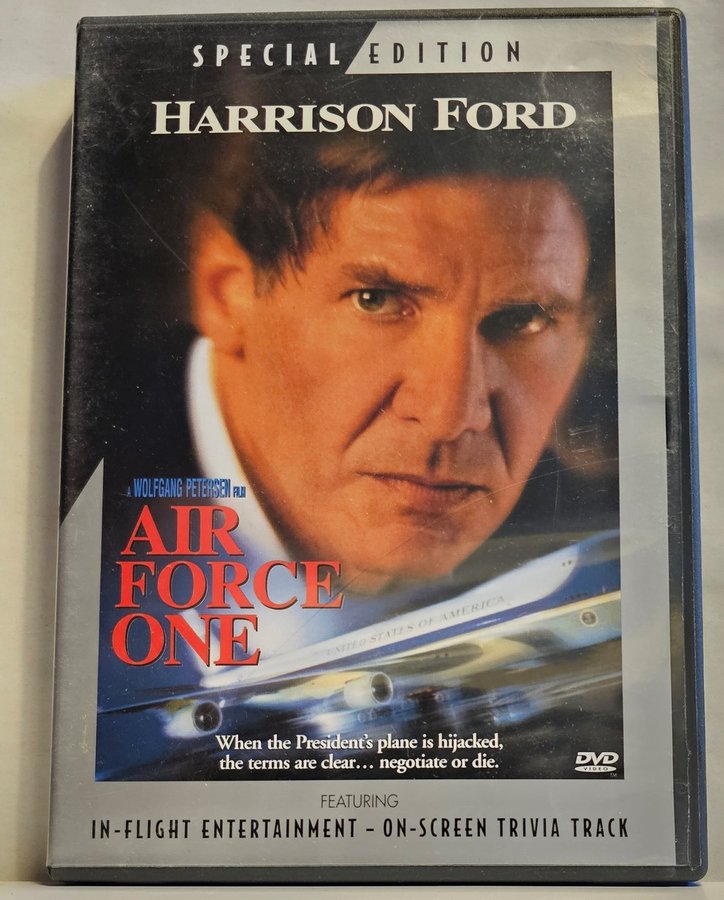 SPECIAL EDITION
HARRISON FORD
A WOLFGANG PETERSEN FILM
AIR
FORCE
ONE
UNITED STATES OF AMERICA
When the President's plane is hijacked,
the terms are clear... negotiate or die.
DVD
VIDEO
TM
FEATURING
IN-FLIGHT ENTERTAINMENT – ON-SCREEN TRIVIA TRACK